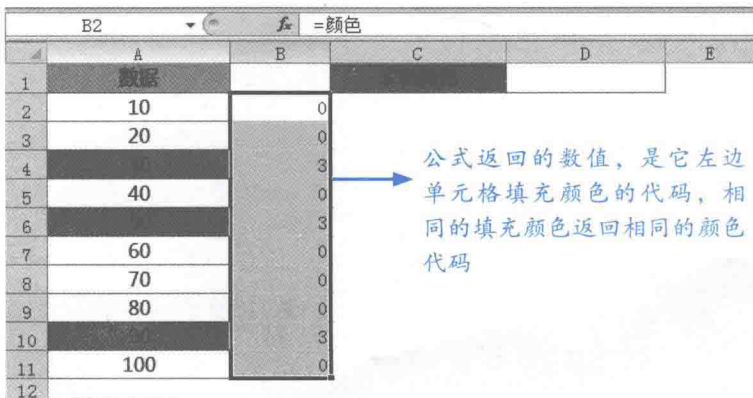 B2 fx =颜色
A B C D E
1 数据
2 10 0
3 20 0
4 3
5 40 0
6 3
7 60 0
8 70 0
9 80 0
10 90 3
11 100 0
12
公式返回的数值，是它左边
单元格填充颜色的代码，相
同的填充颜色返回相同的颜色
代码